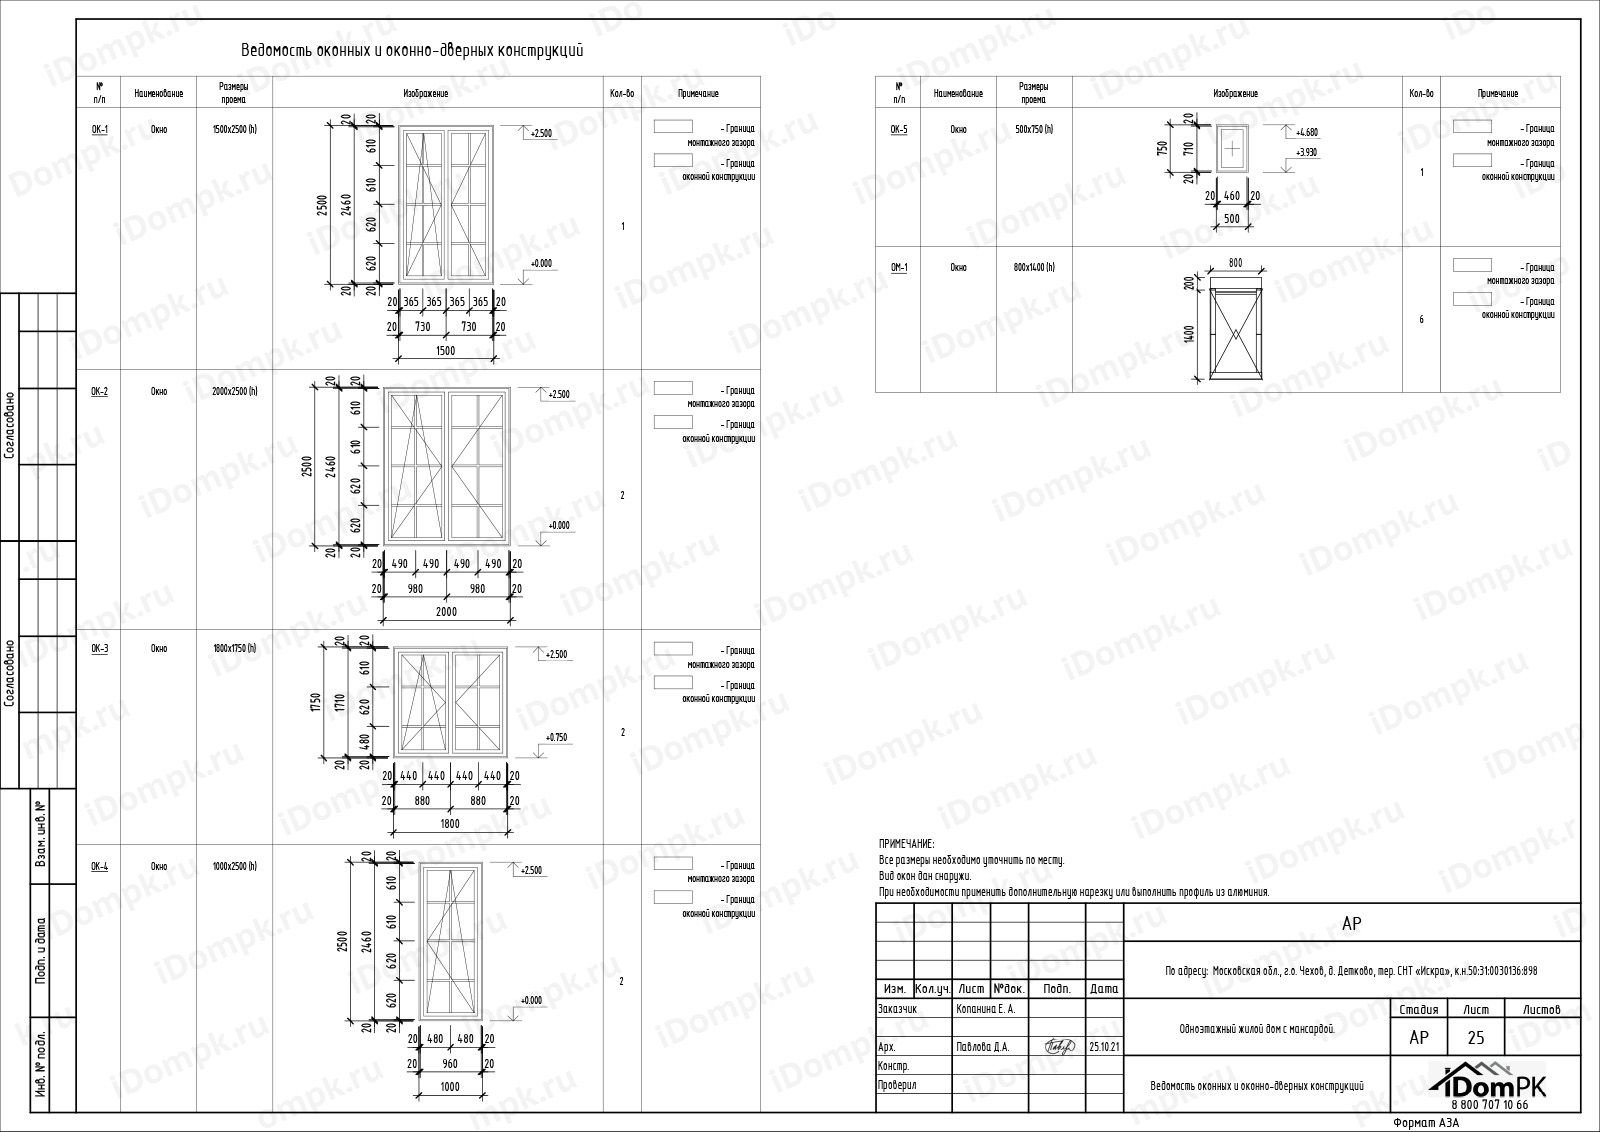 Ведомость оконных и оконно-дверных конструкций
№ п/п Наименование Размеры проема Изображение Кол-во Примечание
ОК-1 Окно 1500х2500 (h) 1
- Граница
монтажного зазора
- Граница
оконной конструкции
+2.500
+0.000
20 20
610
610
620
620
20 20
2500
2460
20 365 365 365 365 20
20 730 730 20
1500
ОК-2 Окно 2000х2500 (h) 2
- Граница
монтажного зазора
- Граница
оконной конструкции
+2.500
+0.000
20 20
610
610
620
620
20 20
2500
2460
20 490 490 490 490 20
20 980 980 20
2000
ОК-3 Окно 1800х1750 (h) 2
- Граница
монтажного зазора
- Граница
оконной конструкции
+2.500
+0.750
20 20
610
620
480
20 20
1750
1710
20 440 440 440 440 20
20 880 880 20
1800
ОК-4 Окно 1000х2500 (h) 2
- Граница
монтажного зазора
- Граница
оконной конструкции
+2.500
+0.000
20 20
610
610
620
620
20 20
2500
2460
20 480 480 20
20 960 20
1000
№ п/п Наименование Размеры проема Изображение Кол-во Примечание
ОК-5 Окно 500х750 (h) 1
- Граница
монтажного зазора
- Граница
оконной конструкции
+4.680
+3.930
20
750
710
20
20 460 20
500
ОМ-1 Окно 800х1400 (h) 6
- Граница
монтажного зазора
- Граница
оконной конструкции
800
200
1400
ПРИМЕЧАНИЕ:
Все размеры необходимо уточнить по месту.
Вид окон дан снаружи.
При необходимости применить дополнительную нарезку или выполнить профиль из алюминия.
АР
По адресу: Московская обл., г.о. Чехов, д. Детково, тер. СНТ «Искра», к.н.50:31:0030136:898
Изм. Кол.уч. Лист №док. Подп. Дата
Заказчик Копанина Е. А.
Арх. Павлова Д.А. 25.10.21
Констр.
Проверил
Одноэтажный жилой дом с мансардой.
Стадия Лист Листов
АР 25
Ведомость оконных и оконно-дверных конструкций
iDomPK
8 800 707 10 66
Формат А3А
Согласовано
Согласовано
Взам. инв. №
Подп. и дата
Инв. № подл.
iDompk.ru